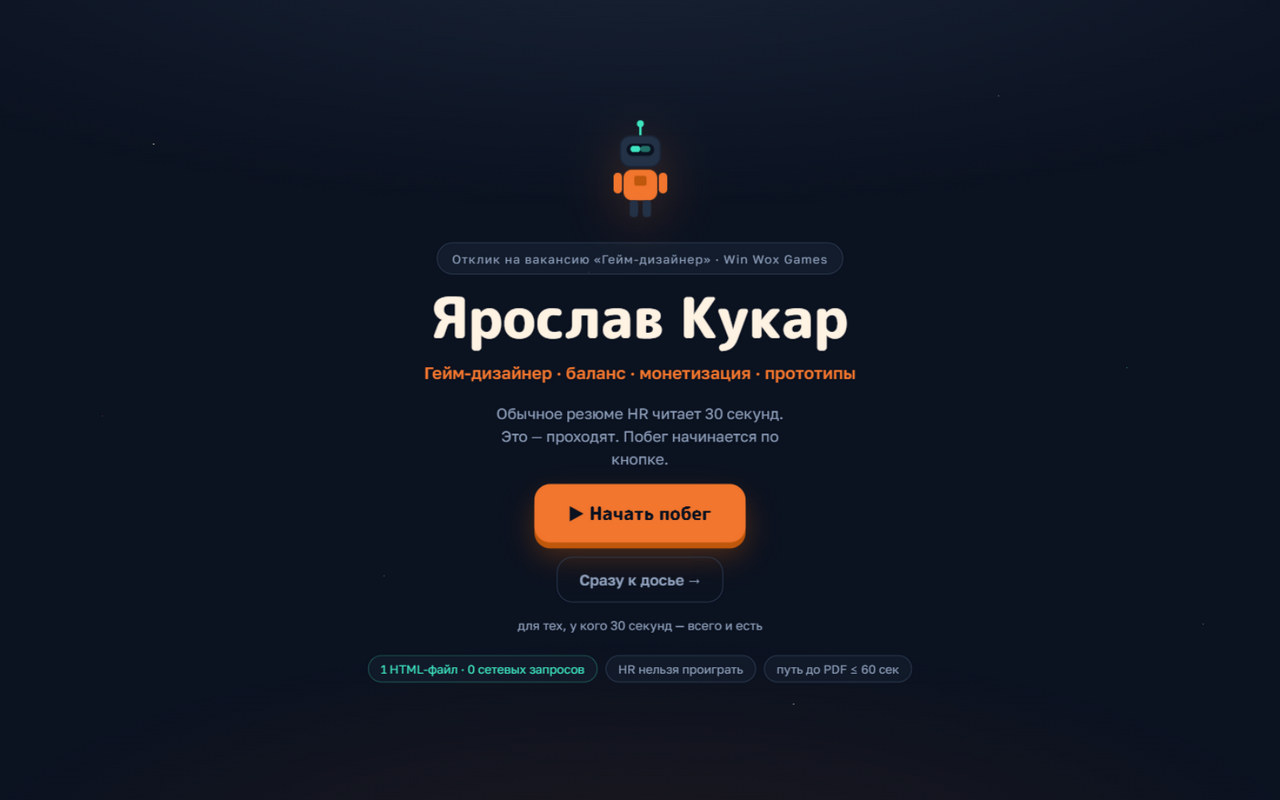 Отклик на вакансию «Гейм-дизайнер» · Win Wox Games
Ярослав Кукар
Гейм-дизайнер · баланс · монетизация · прототипы
Обычное резюме HR читает 30 секунд.
Это — проходят. Побег начинается по
кнопке.
▶ Начать побег
Сразу к досье →
для тех, у кого 30 секунд — всего и есть
1 HTML-файл · 0 сетевых запросов
HR нельзя проиграть
путь до PDF ≤ 60 сек